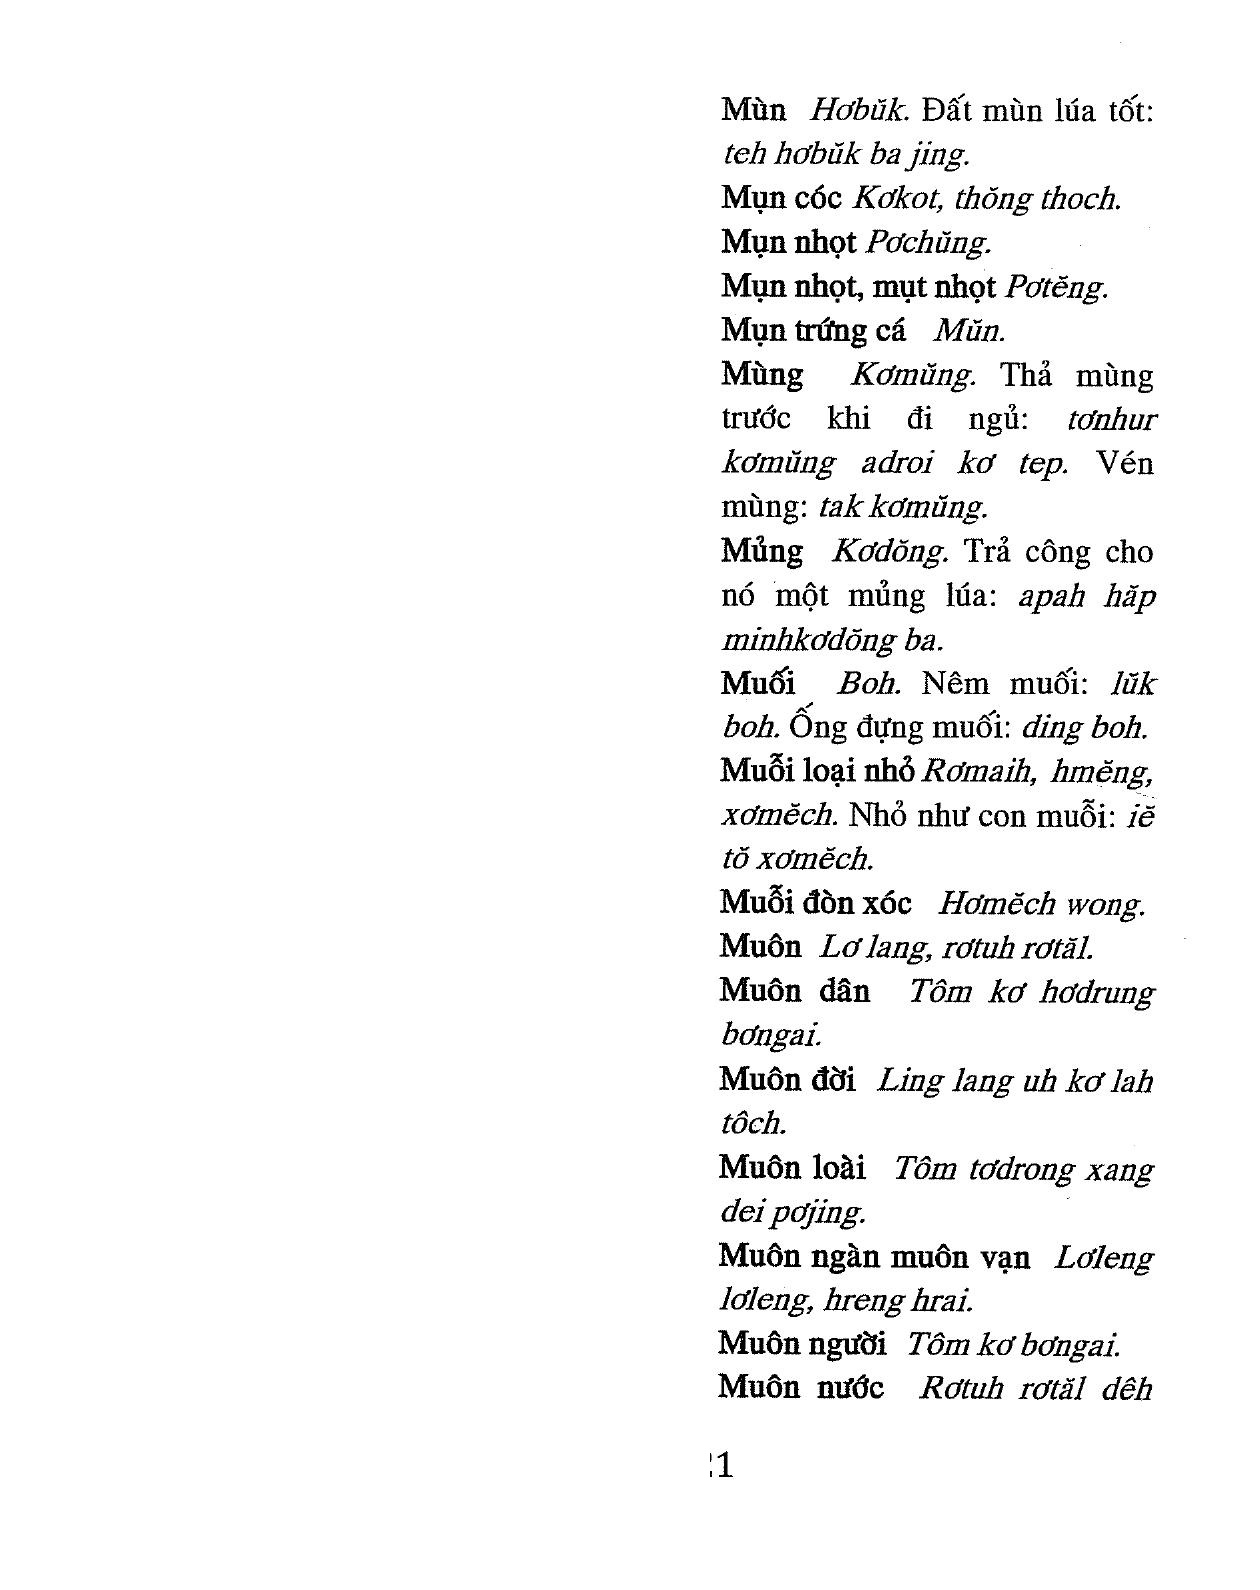 Mùn Hơbŭk. Đất mùn lúa tốt:
teh hơbŭk ba jing.
Mụn cóc Kơkot, thŏng thoch.
Mụn nhọt Pơchŭng.
Mụn nhọt, mụt nhọt Pơtĕng.
Mụn trứng cá Mŭn.
Mùng Kơmŭng. Thả mùng
trước khi đi ngủ: tơnhur
kơmŭng adroi kơ tep. Vén
mùng: tak kơmŭng.
Mủng Kơdŏng. Trả công cho
nó một mủng lúa: apah hăp
minhkơdŏng ba.
Muối Boh. Nêm muối: lŭk
boh. Ống đựng muối: ding boh.
Muỗi loại nhỏ Rơmaih, hmĕng,
xơmĕch. Nhỏ như con muỗi: iĕ
tŏ xơmĕch.
Muỗi đòn xóc Hơmĕch wong.
Muôn Lơ lang, rơtuh rơtăl.
Muôn dân Tôm kơ hơdrung
bơngai.
Muôn đời Ling lang uh kơ lah
tôch.
Muôn loài Tôm tơdrong xang
dei pơjing.
Muôn ngàn muôn vạn Lơleng
lơleng, hreng hrai.
Muôn người Tôm kơ bơngai.
Muôn nước Rơtuh rơtăl dêh
1